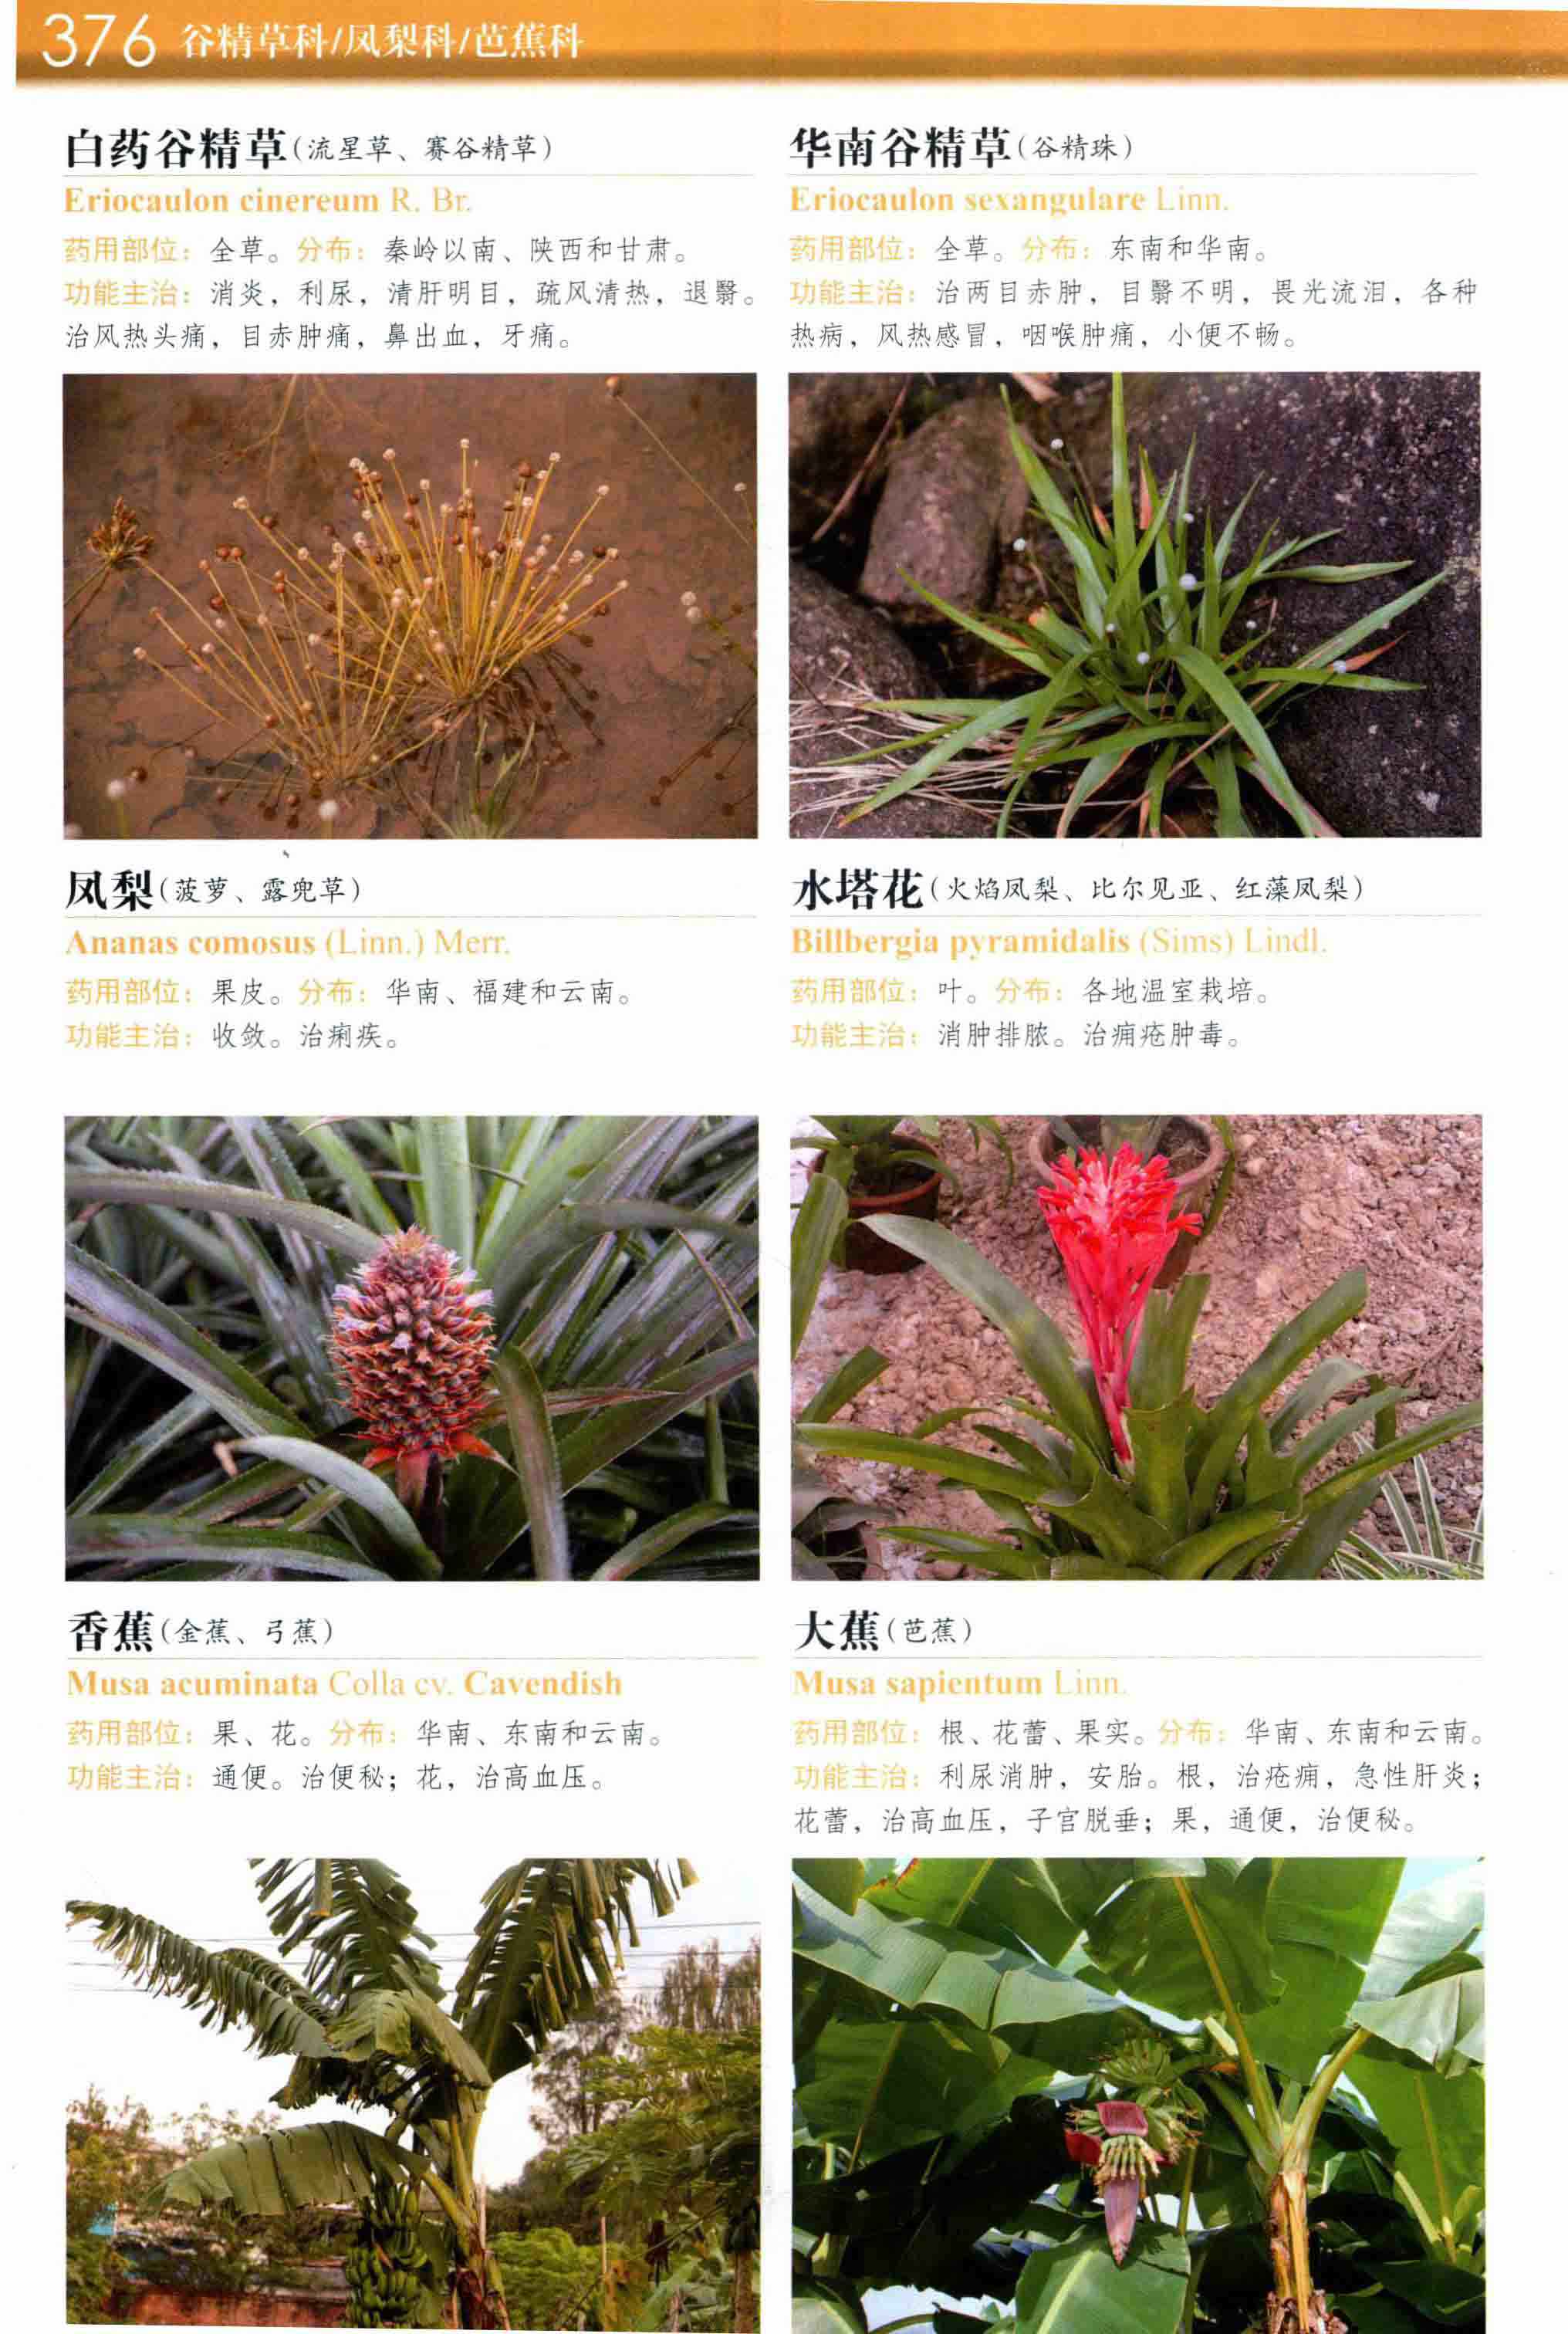 376 谷精草科/凤梨科/芭蕉科
白药谷精草(流星草、赛谷精草)
Eriocaulon cinereum R. Br.
药用部位：全草。分布：秦岭以南、陕西和甘肃。
功能主治：消炎，利尿，清肝明目，疏风清热，退翳。
治风热头痛，目赤肿痛，鼻出血，牙痛。
华南谷精草(谷精珠)
Eriocaulon sexangulare Linn.
药用部位：全草。分布：东南和华南。
功能主治：治两目赤肿，目翳不明，畏光流泪，各种
热病，风热感冒，咽喉肿痛，小便不畅。
凤梨(菠萝、露兜草)
Ananas comosus (Linn.) Merr.
药用部位：果皮。分布：华南、福建和云南。
功能主治：收敛。治痢疾。
水塔花(火焰凤梨、比尔见亚、红藻凤梨)
Billbergia pyramidalis (Sims) Lindl.
药用部位：叶。分布：各地温室栽培。
功能主治：消肿排脓。治痈疮肿毒。
香蕉(金蕉、弓蕉)
Musa acuminata Colla cv. Cavendish
药用部位：果、花。分布：华南、东南和云南。
功能主治：通便。治便秘；花，治高血压。
大蕉(芭蕉)
Musa sapientum Linn.
药用部位：根、花蕾、果实。分布：华南、东南和云南。
功能主治：利尿消肿，安胎。根，治疮痈，急性肝炎；
花蕾，治高血压，子宫脱垂；果，通便，治便秘。